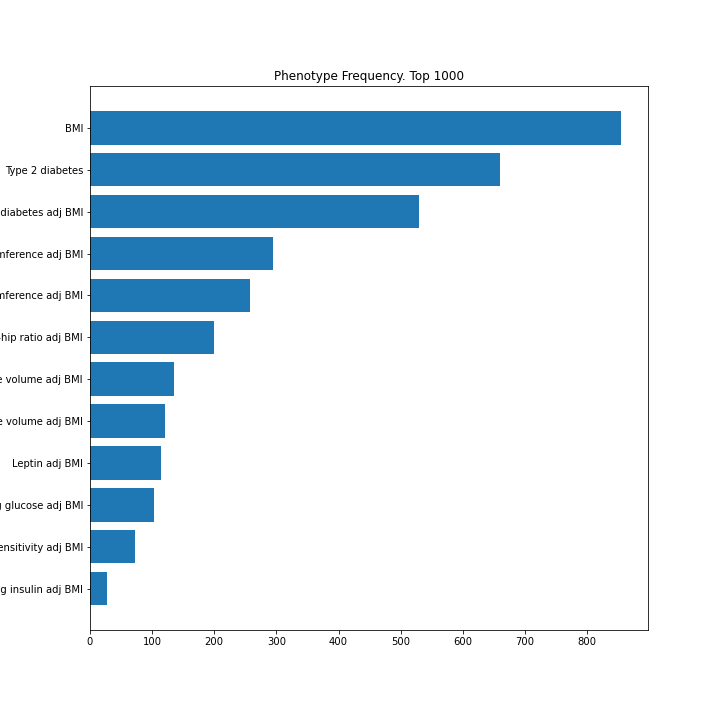 Phenotype Frequency. Top 1000
BMI
Type 2 diabetes
diabetes adj BMI
ference adj BMI
ference adj BMI
hip ratio adj BMI
volume adj BMI
volume adj BMI
Leptin adj BMI
glucose adj BMI
ensitivity adj BMI
insulin adj BMI
0 100 200 300 400 500 600 700 800